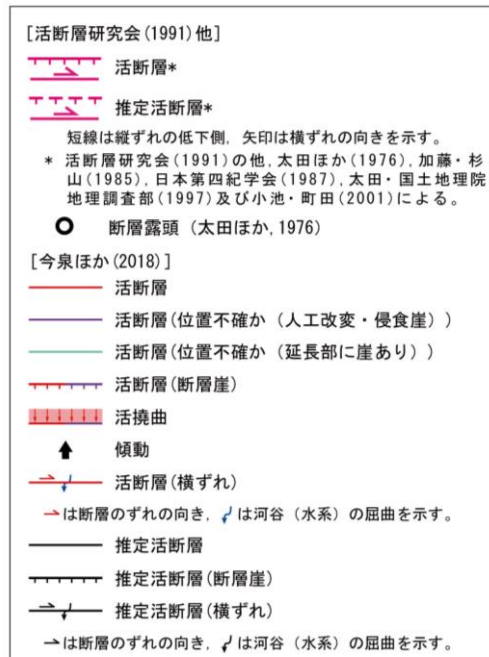 [活断層研究会(1991)他]
活断層*
推定活断層*
短線は縦ずれの低下側, 矢印は横ずれの向きを示す。
* 活断層研究会(1991)の他, 太田ほか(1976), 加藤・杉
山(1985), 日本第四紀学会(1987), 太田・国土地理院
地理調査部(1997)及び小池・町田(2001)による。
断層露頭 (太田ほか, 1976)
[今泉ほか(2018)]
活断層
活断層(位置不確か (人工改変・侵食崖))
活断層(位置不確か (延長部に崖あり))
活断層(断層崖)
活撓曲
傾動
活断層(横ずれ)
は断層のずれの向き, は河谷 (水系) の屈曲を示す。
推定活断層
推定活断層(断層崖)
推定活断層(横ずれ)
は断層のずれの向き, は河谷 (水系) の屈曲を示す。